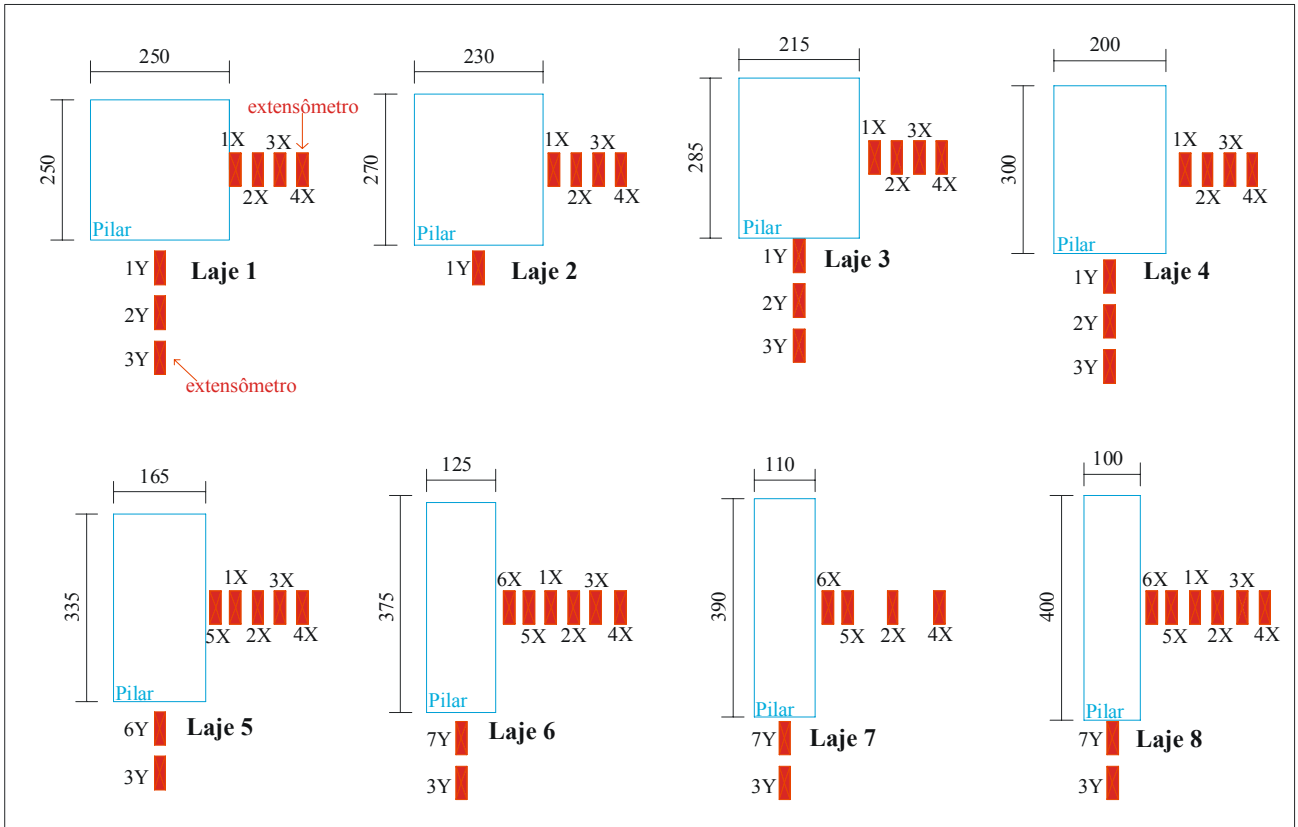 250
250
extensômetro
1X 3X
2X 4X
Pilar
1Y
Laje 1
2Y
3Y
extensômetro
230
270
1X 3X
2X 4X
Pilar
1Y
Laje 2
215
285
1X 3X
2X 4X
Pilar
1Y
Laje 3
2Y
3Y
200
300
1X 3X
2X 4X
Pilar
1Y
Laje 4
2Y
3Y
165
335
1X 3X
5X 2X 4X
Pilar
6Y
Laje 5
3Y
125
375
6X 1X 3X
5X 2X 4X
Pilar
7Y
Laje 6
3Y
110
390
6X
5X 2X 4X
Pilar
7Y
Laje 7
3Y
100
400
6X 1X 3X
5X 2X 4X
Pilar
7Y
Laje 8
3Y